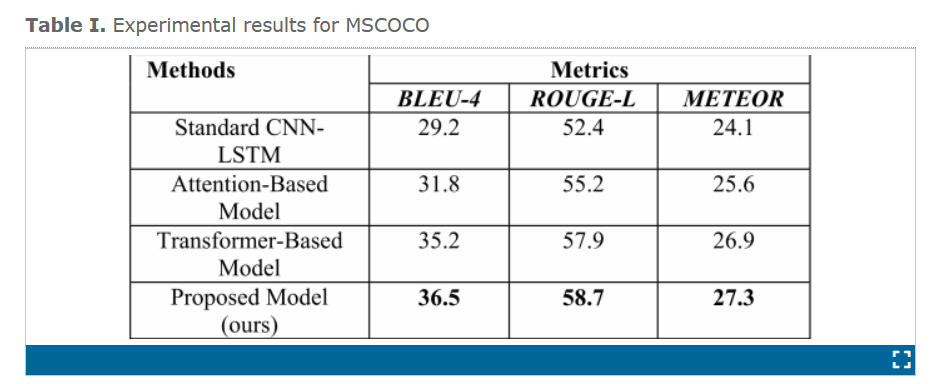 Table I. Experimental results for MSCOCO
Methods Metrics
BLEU-4 ROUGE-L METEOR
Standard CNN- 29.2 52.4 24.1
LSTM
Attention-Based 31.8 55.2 25.6
Model
Transformer-Based 35.2 57.9 26.9
Model
Proposed Model 36.5 58.7 27.3
(ours)